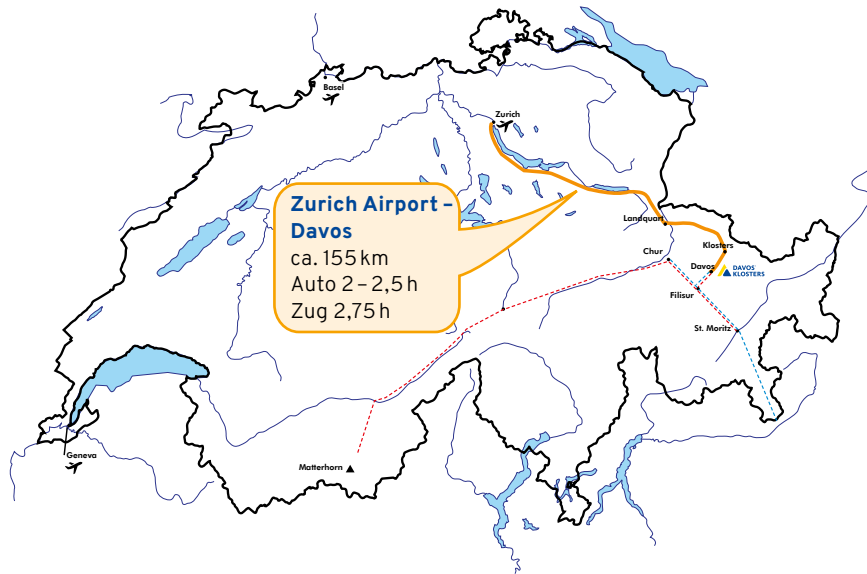 Basel
Zurich
Zurich Airport –
Davos
ca. 155 km
Auto 2 – 2,5 h
Zug 2,75 h
Landquart
Klosters
Chur
Davos
DAVOS
KLOSTERS
Filisur
St. Moritz
Geneva
Matterhorn